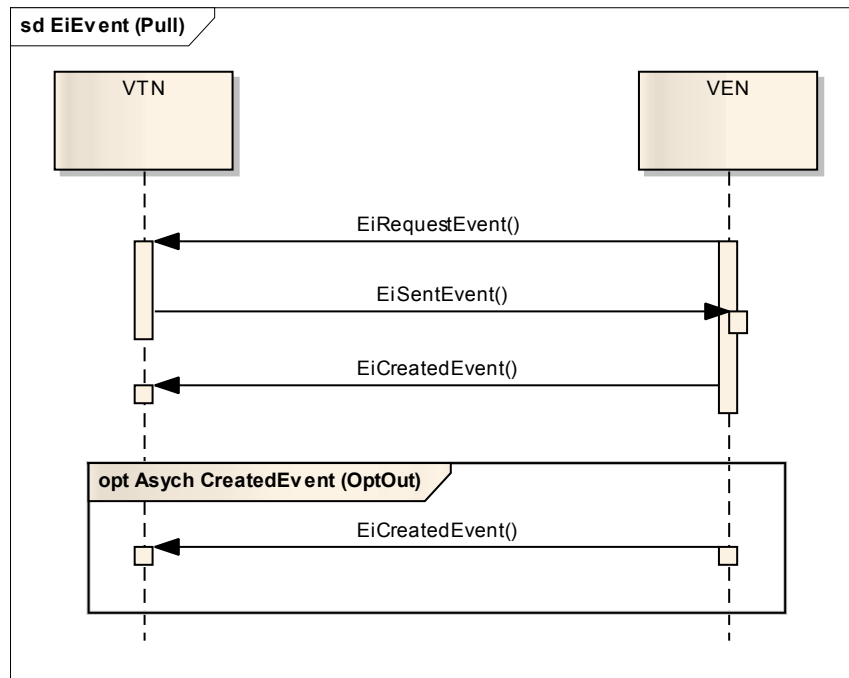 sd EiEvent (Pull)
VTN
VEN
EiRequestEvent()
EiSentEvent()
EiCreatedEvent()
opt Asych CreatedEvent (OptOut)
EiCreatedEvent()